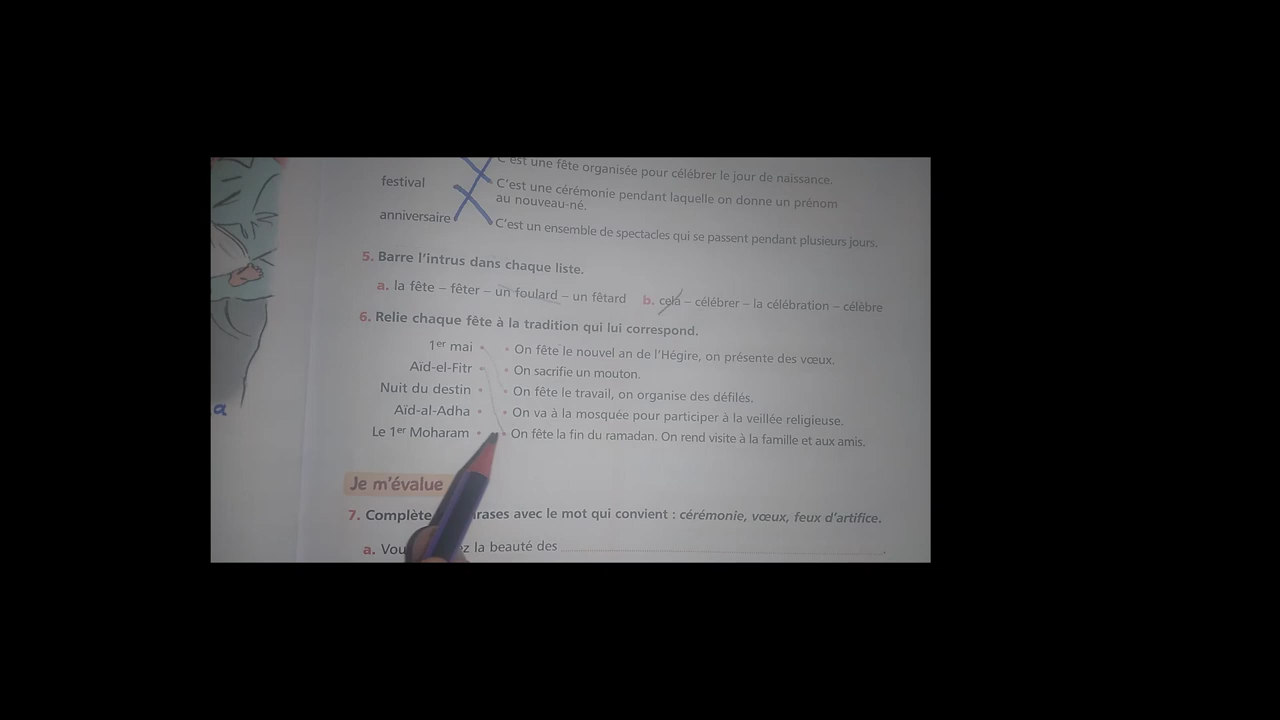 C'est une fête organisée pour célébrer le jour de naissance.
festival
C'est une cérémonie pendant laquelle on donne un prénom
au nouveau-né.
anniversaire
C'est un ensemble de spectacles qui se passent pendant plusieurs jours.
5. Barre l'intrus dans chaque liste.
a. la fête – fêter – un foulard – un fêtard b. celà – célébrer – la célébration – célèbre
6. Relie chaque fête à la tradition qui lui correspond.
1er mai • • On fête le nouvel an de l'Hégire, on présente des vœux.
Aïd-el-Fitr • • On sacrifie un mouton.
Nuit du destin • • On fête le travail, on organise des défilés.
Aïd-al-Adha • • On va à la mosquée pour participer à la veillée religieuse.
Le 1er Moharam • • On fête la fin du ramadan. On rend visite à la famille et aux amis.
Je m'évalue
7. Complète avec le mot qui convient : cérémonie, vœux, feux d'artifice.
a. la beauté des
a